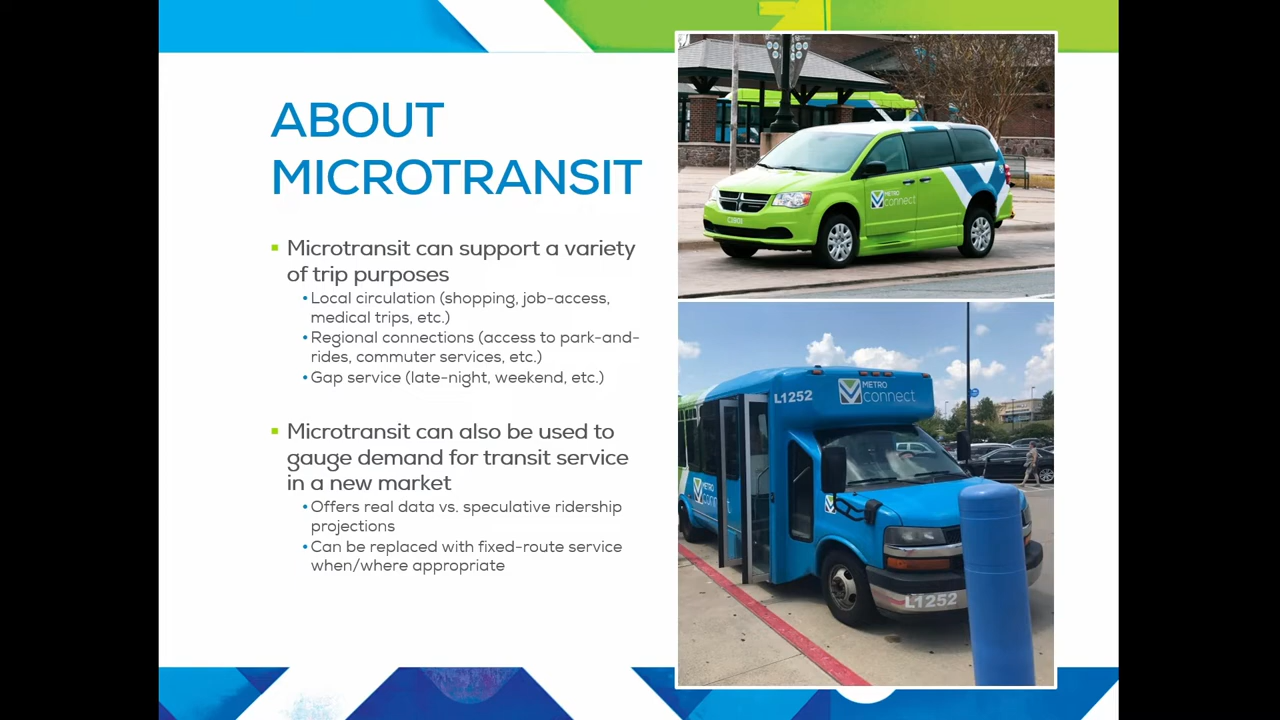 ABOUT
MICROTRANSIT
Microtransit can support a variety
of trip purposes
Local circulation (shopping, job-access,
medical trips, etc.)
Regional connections (access to park-and-
rides, commuter services, etc.)
Gap service (late-night, weekend, etc.)
Microtransit can also be used to
gauge demand for transit service
in a new market
Offers real data vs. speculative ridership
projections
Can be replaced with fixed-route service
when/where appropriate
METRO
connect
L1252
METRO
connect
METRO
L1252